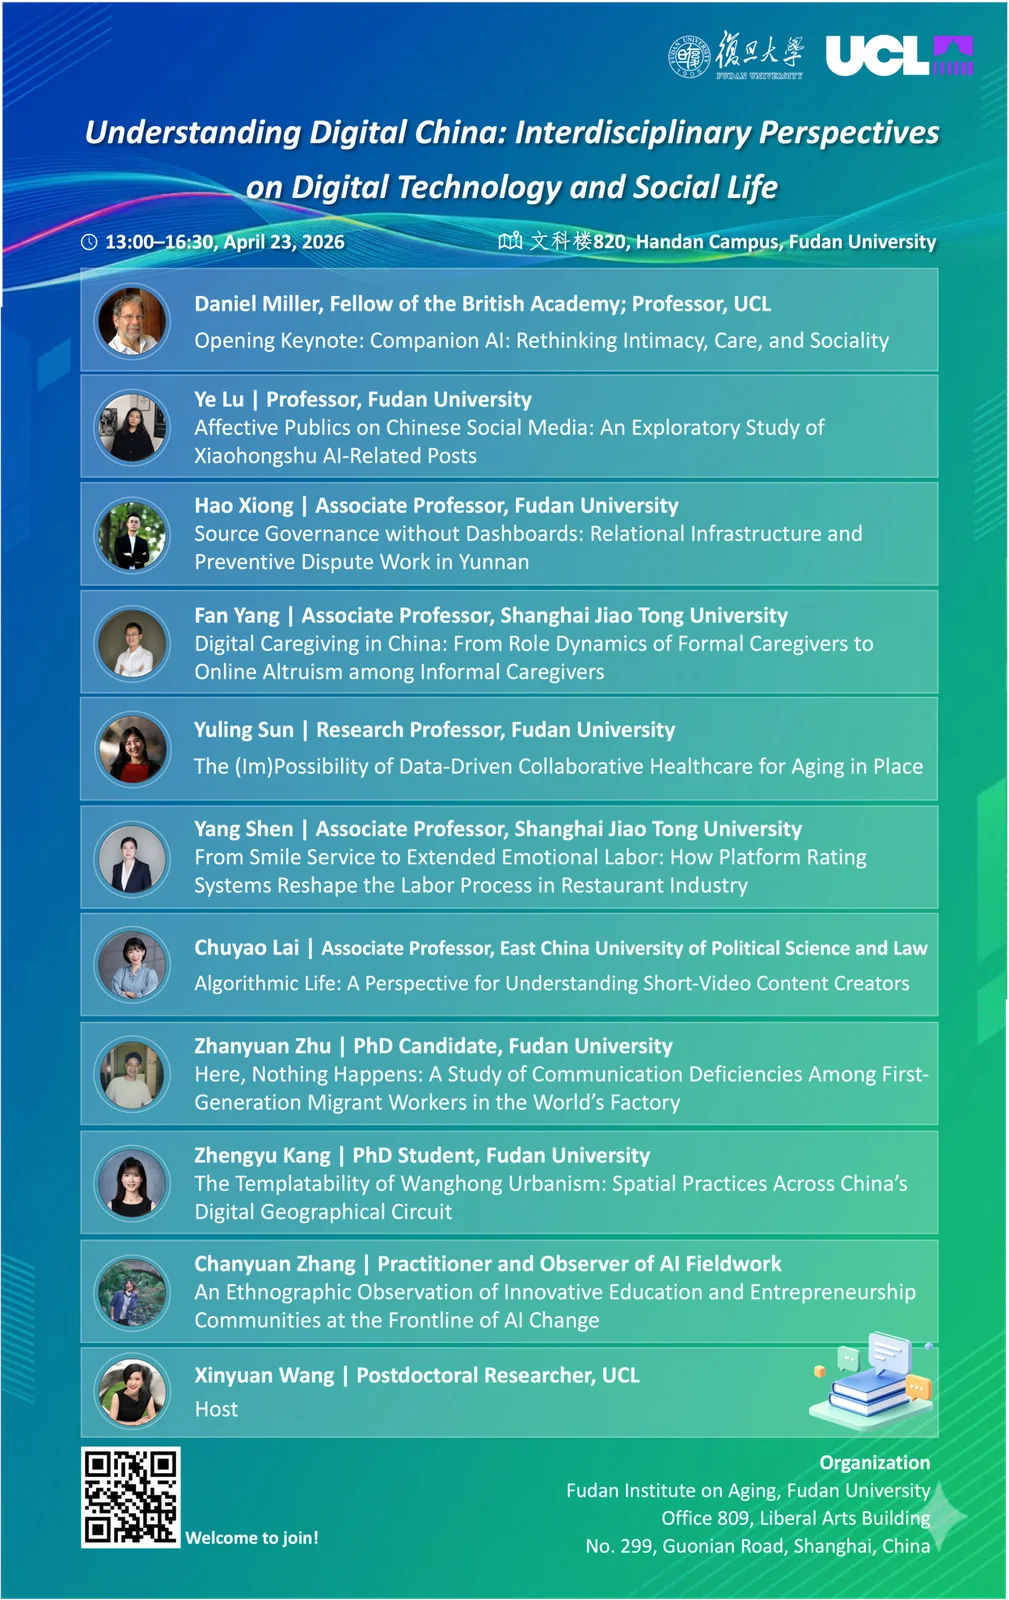 復旦大學
FUDAN UNIVERSITY
UCL
Understanding Digital China: Interdisciplinary Perspectives
on Digital Technology and Social Life
13:00–16:30, April 23, 2026
文科楼820, Handan Campus, Fudan University
Daniel Miller, Fellow of the British Academy; Professor, UCL
Opening Keynote: Companion AI: Rethinking Intimacy, Care, and Sociality
Ye Lu | Professor, Fudan University
Affective Publics on Chinese Social Media: An Exploratory Study of
Xiaohongshu AI-Related Posts
Hao Xiong | Associate Professor, Fudan University
Source Governance without Dashboards: Relational Infrastructure and
Preventive Dispute Work in Yunnan
Fan Yang | Associate Professor, Shanghai Jiao Tong University
Digital Caregiving in China: From Role Dynamics of Formal Caregivers to
Online Altruism among Informal Caregivers
Yuling Sun | Research Professor, Fudan University
The (Im)Possibility of Data-Driven Collaborative Healthcare for Aging in Place
Yang Shen | Associate Professor, Shanghai Jiao Tong University
From Smile Service to Extended Emotional Labor: How Platform Rating
Systems Reshape the Labor Process in Restaurant Industry
Chuyao Lai | Associate Professor, East China University of Political Science and Law
Algorithmic Life: A Perspective for Understanding Short-Video Content Creators
Zhanyuan Zhu | PhD Candidate, Fudan University
Here, Nothing Happens: A Study of Communication Deficiencies Among First-
Generation Migrant Workers in the World’s Factory
Zhengyu Kang | PhD Student, Fudan University
The Templatability of Wanghong Urbanism: Spatial Practices Across China’s
Digital Geographical Circuit
Chanyuan Zhang | Practitioner and Observer of AI Fieldwork
An Ethnographic Observation of Innovative Education and Entrepreneurship
Communities at the Frontline of AI Change
Xinyuan Wang | Postdoctoral Researcher, UCL
Host
Welcome to join!
Organization
Fudan Institute on Aging, Fudan University
Office 809, Liberal Arts Building
No. 299, Guonian Road, Shanghai, China